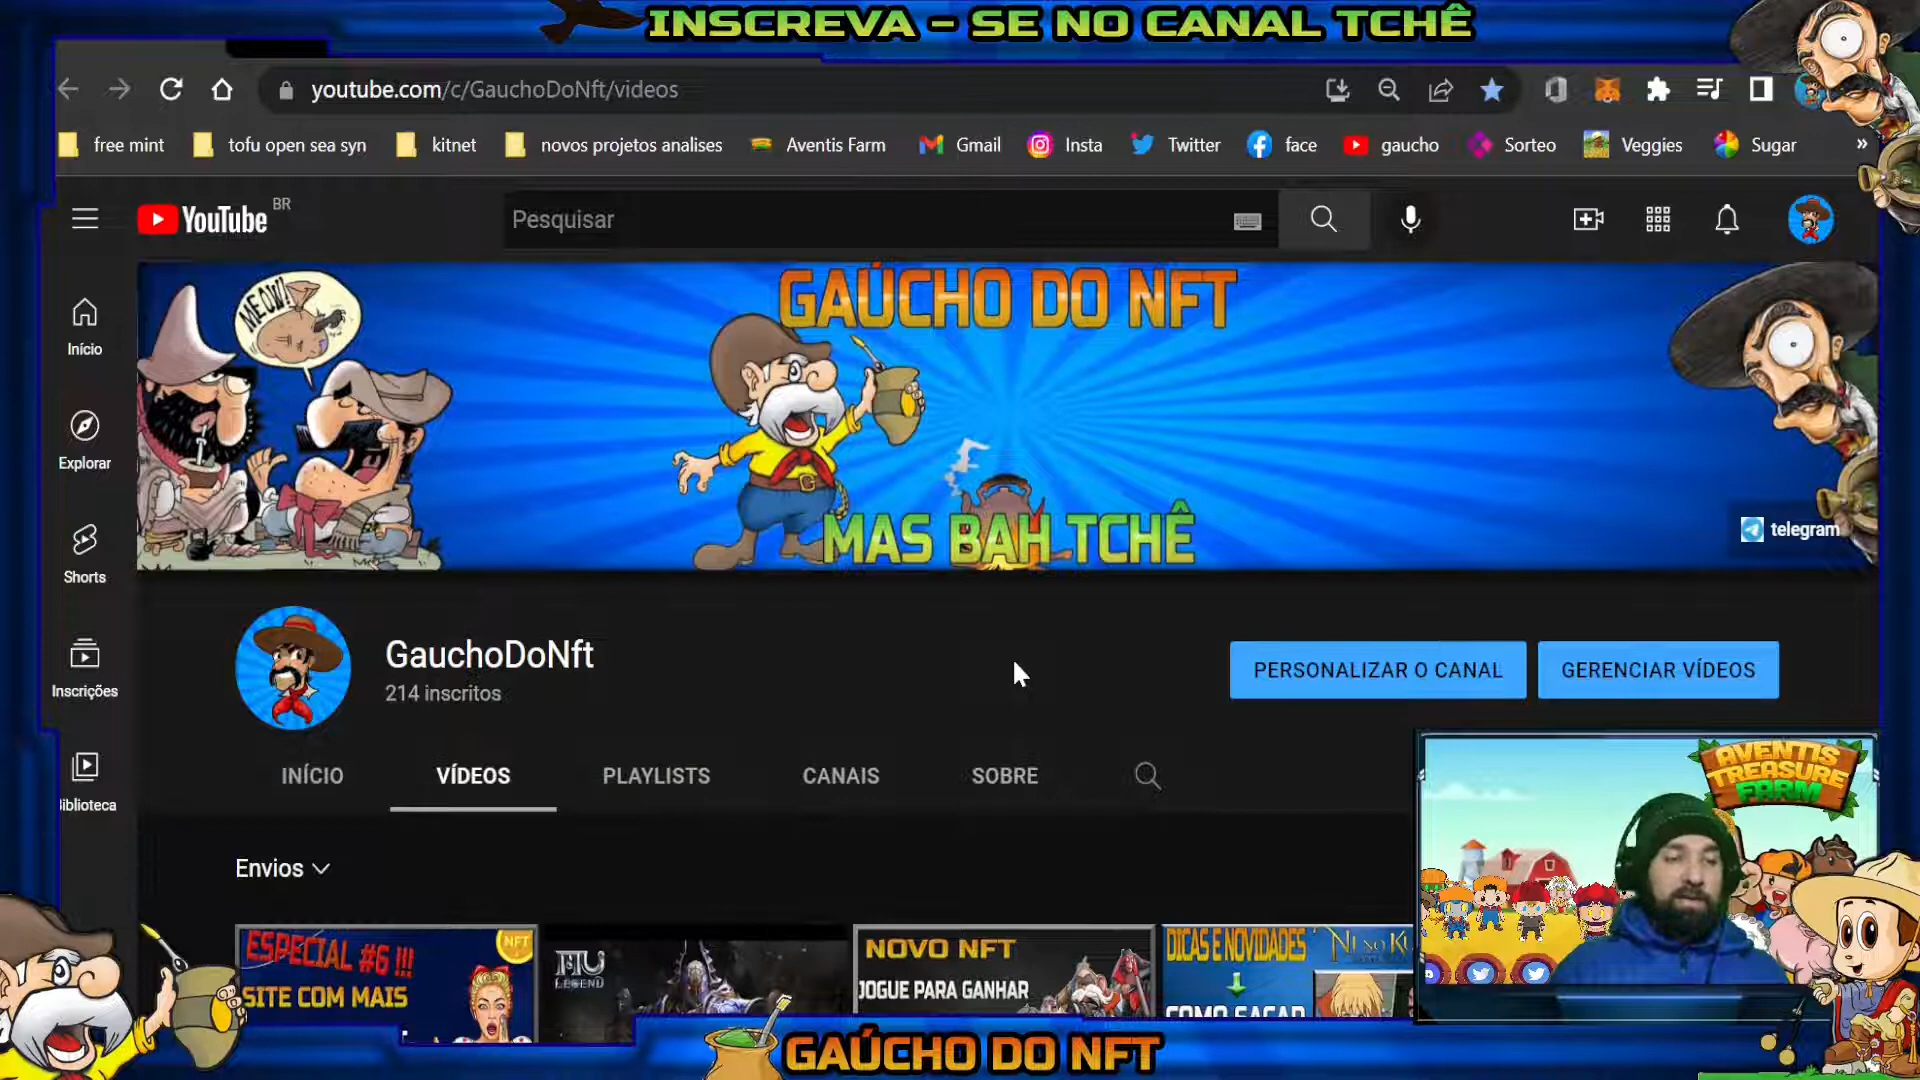 INSCREVA - SE NO CANAL TCHÊ
youtube.com/c/GauchoDoNft/videos
free mint
tofu open sea syn
kitnet
novos projetos analises
Aventis Farm
Gmail
Insta
Twitter
face
gaucho
Sorteo
Veggies
Sugar
»
YouTube BR
Pesquisar
Início
Explorar
Shorts
Inscrições
iblioteca
MEOW!
GAÚCHO DO NFT
MAS BAH TCHÊ
telegram
GauchoDoNft
214 inscritos
PERSONALIZAR O CANAL
GERENCIAR VÍDEOS
INÍCIO
VÍDEOS
PLAYLISTS
CANAIS
SOBRE
Envios
AVENTIS
TREASURE
FARM
ESPECIAL #6 !!!
SITE COM MAIS
NFT
MU
LEGEND
NOVO NFT
JOGUE PARA GANHAR
DICAS E NOVIDADES
COMO SACAR
GAÚCHO DO NFT